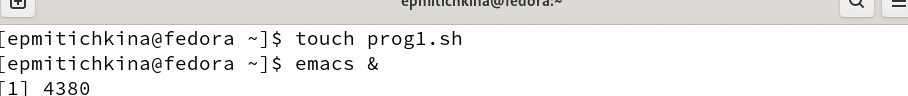 epmitichkina@fedora:~
[epmitichkina@fedora ~]$ touch prog1.sh
[epmitichkina@fedora ~]$ emacs &
[1] 4380